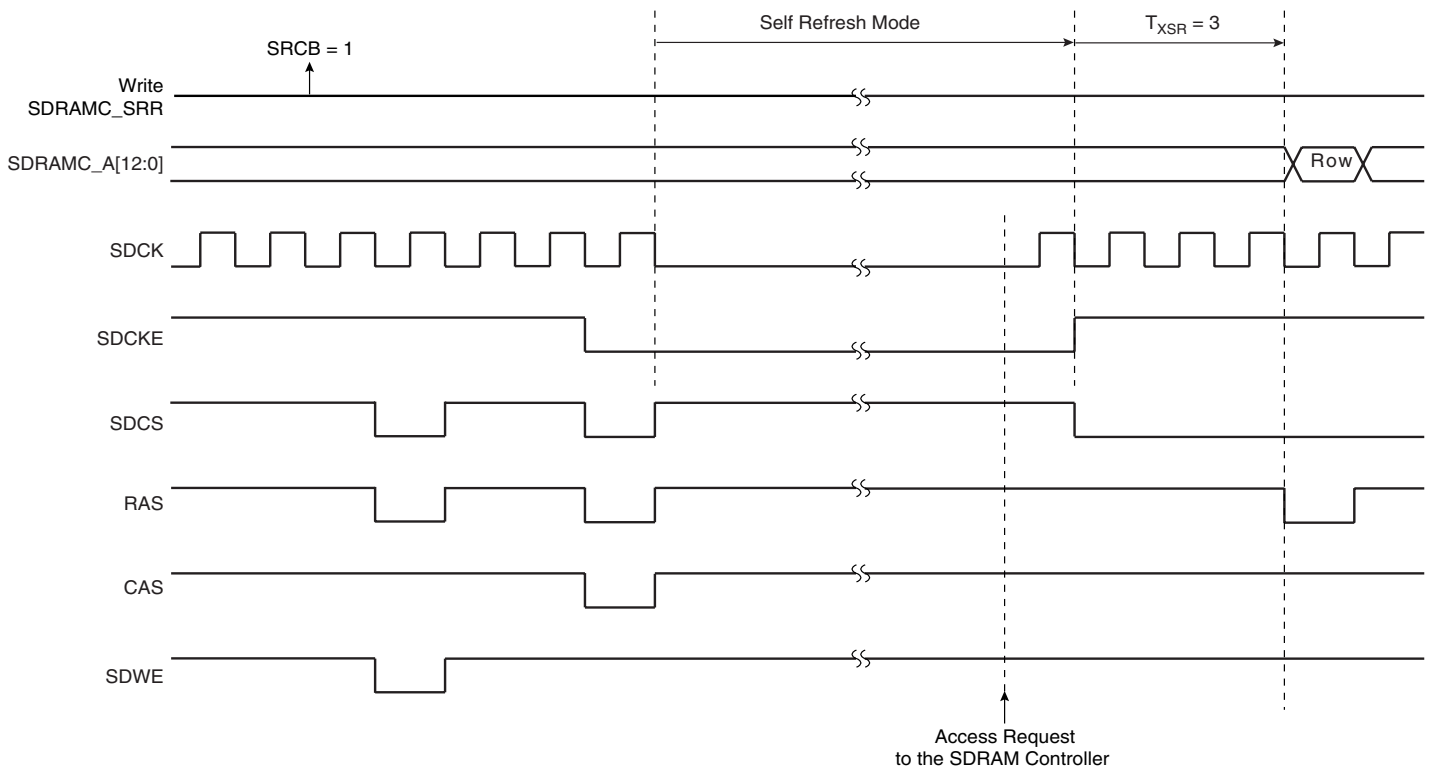 Self Refresh Mode
T_XSR = 3
SRCB = 1
Write
SDRAMC_SRR
SDRAMC_A[12:0]
Row
SDCK
SDCKE
SDCS
RAS
CAS
SDWE
Access Request
to the SDRAM Controller